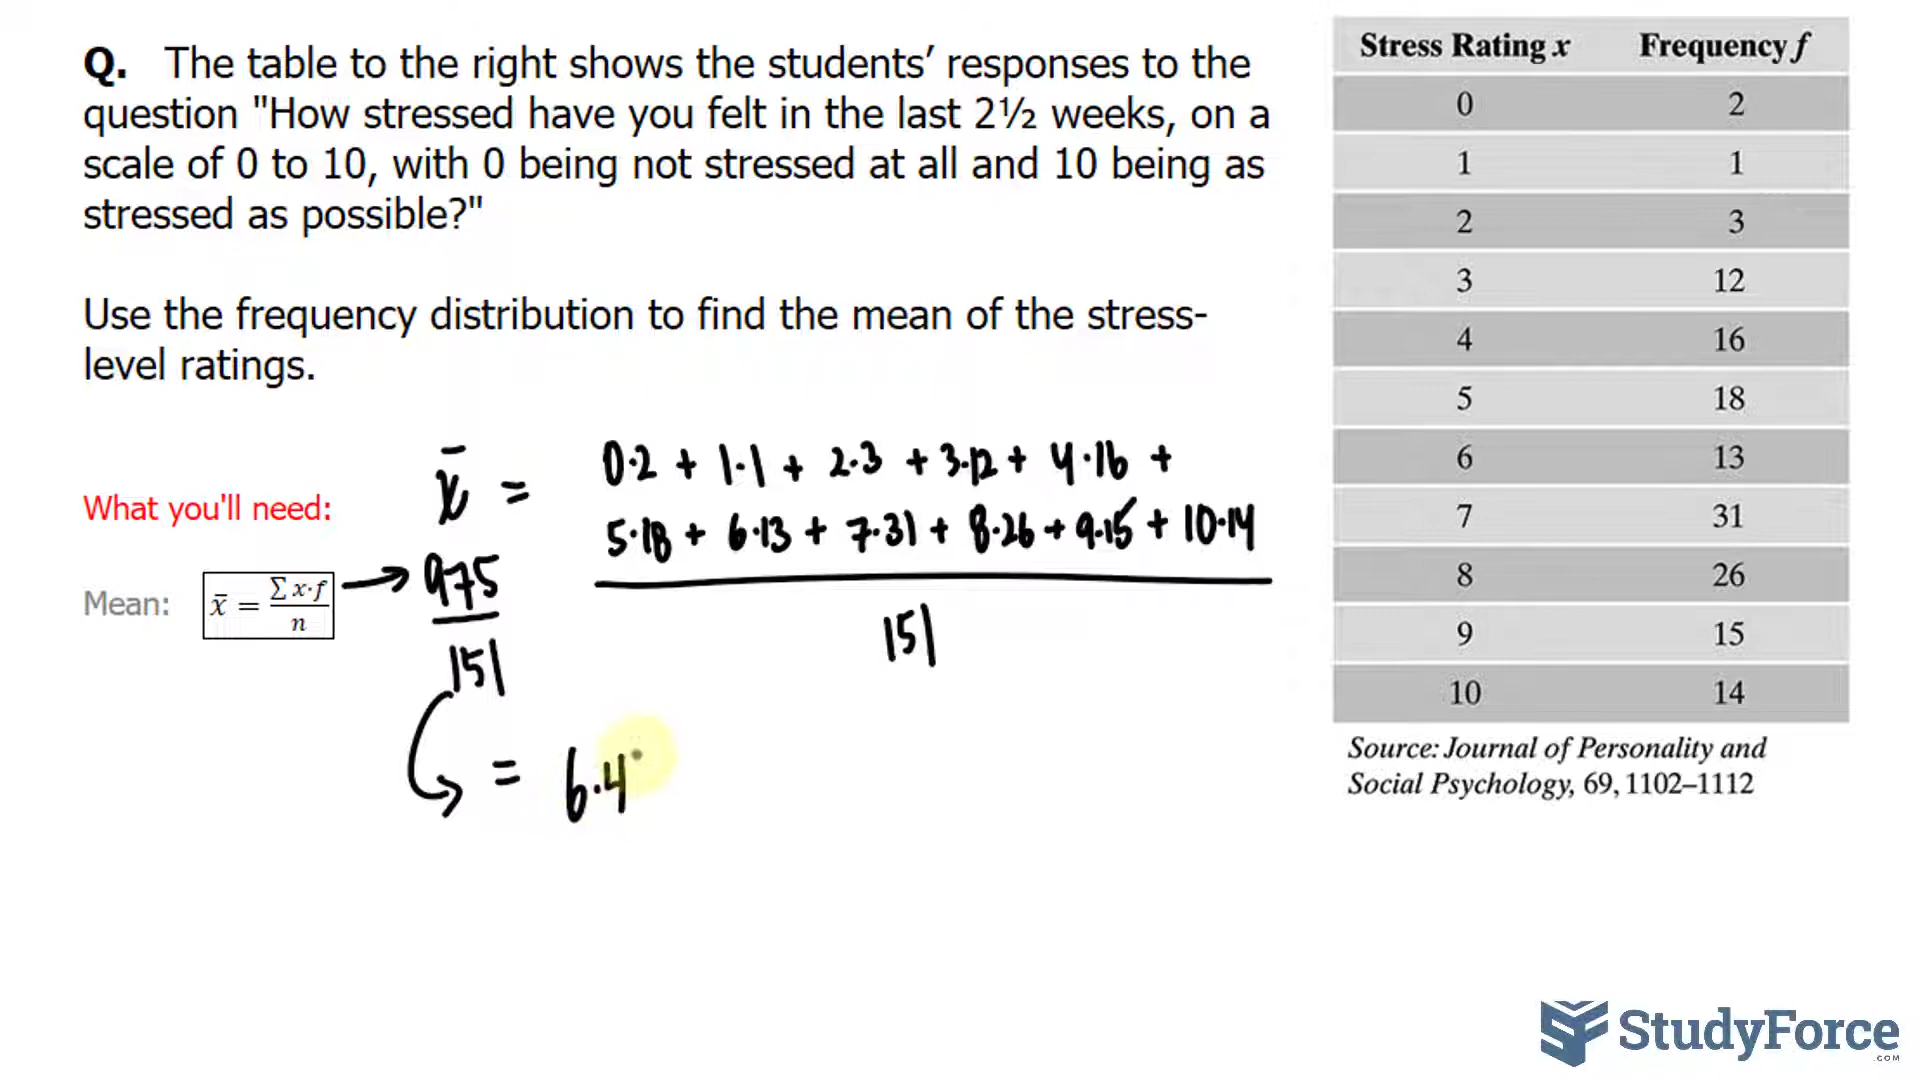 Q. The table to the right shows the students’ responses to the
question "How stressed have you felt in the last 2½ weeks, on a
scale of 0 to 10, with 0 being not stressed at all and 10 being as
stressed as possible?"
Use the frequency distribution to find the mean of the stress-
level ratings.
What you'll need:
Mean: x̄ = ∑ x·f / n
→ 975
151
x̄ = 0·2 + 1·1 + 2·3 + 3·12 + 4·16 +
5·18 + 6·13 + 7·31 + 8·26 + 9·15 + 10·14
151
= 6.4
Stress Rating x Frequency f
0 2
1 1
2 3
3 12
4 16
5 18
6 13
7 31
8 26
9 15
10 14
Source: Journal of Personality and
Social Psychology, 69, 1102–1112
StudyForce
.COM